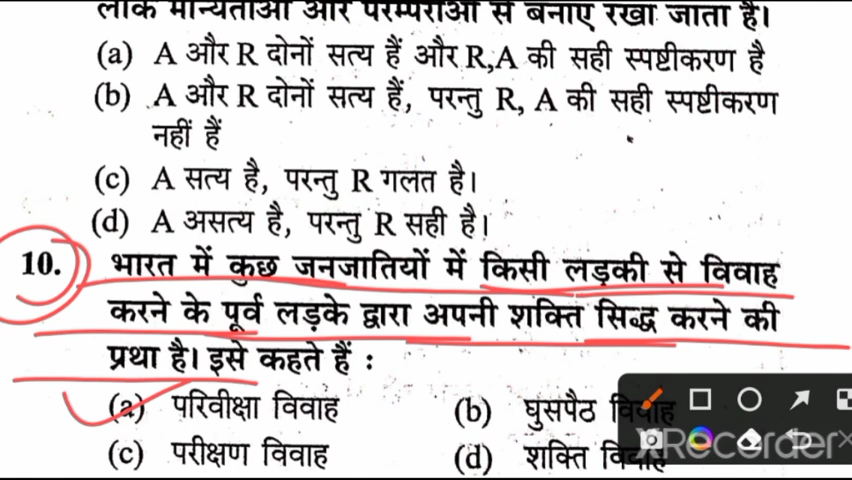 लोक मान्यताओं और परम्पराओं से बनाए रखा जाता है।
(a) A और R दोनों सत्य हैं और R, A की सही स्पष्टीकरण है
(b) A और R दोनों सत्य हैं, परन्तु R, A की सही स्पष्टीकरण
नहीं हैं
(c) A सत्य है, परन्तु R गलत है।
(d) A असत्य है, परन्तु R सही है।
10. भारत में कुछ जनजातियों में किसी लड़की से विवाह
करने के पूर्व लड़के द्वारा अपनी शक्ति सिद्ध करने की
प्रथा है। इसे कहते हैं :
(a) परिवीक्षा विवाह (b) घुसपैठ विवाह
(c) परीक्षण विवाह (d) शक्ति विवाह
Recorder